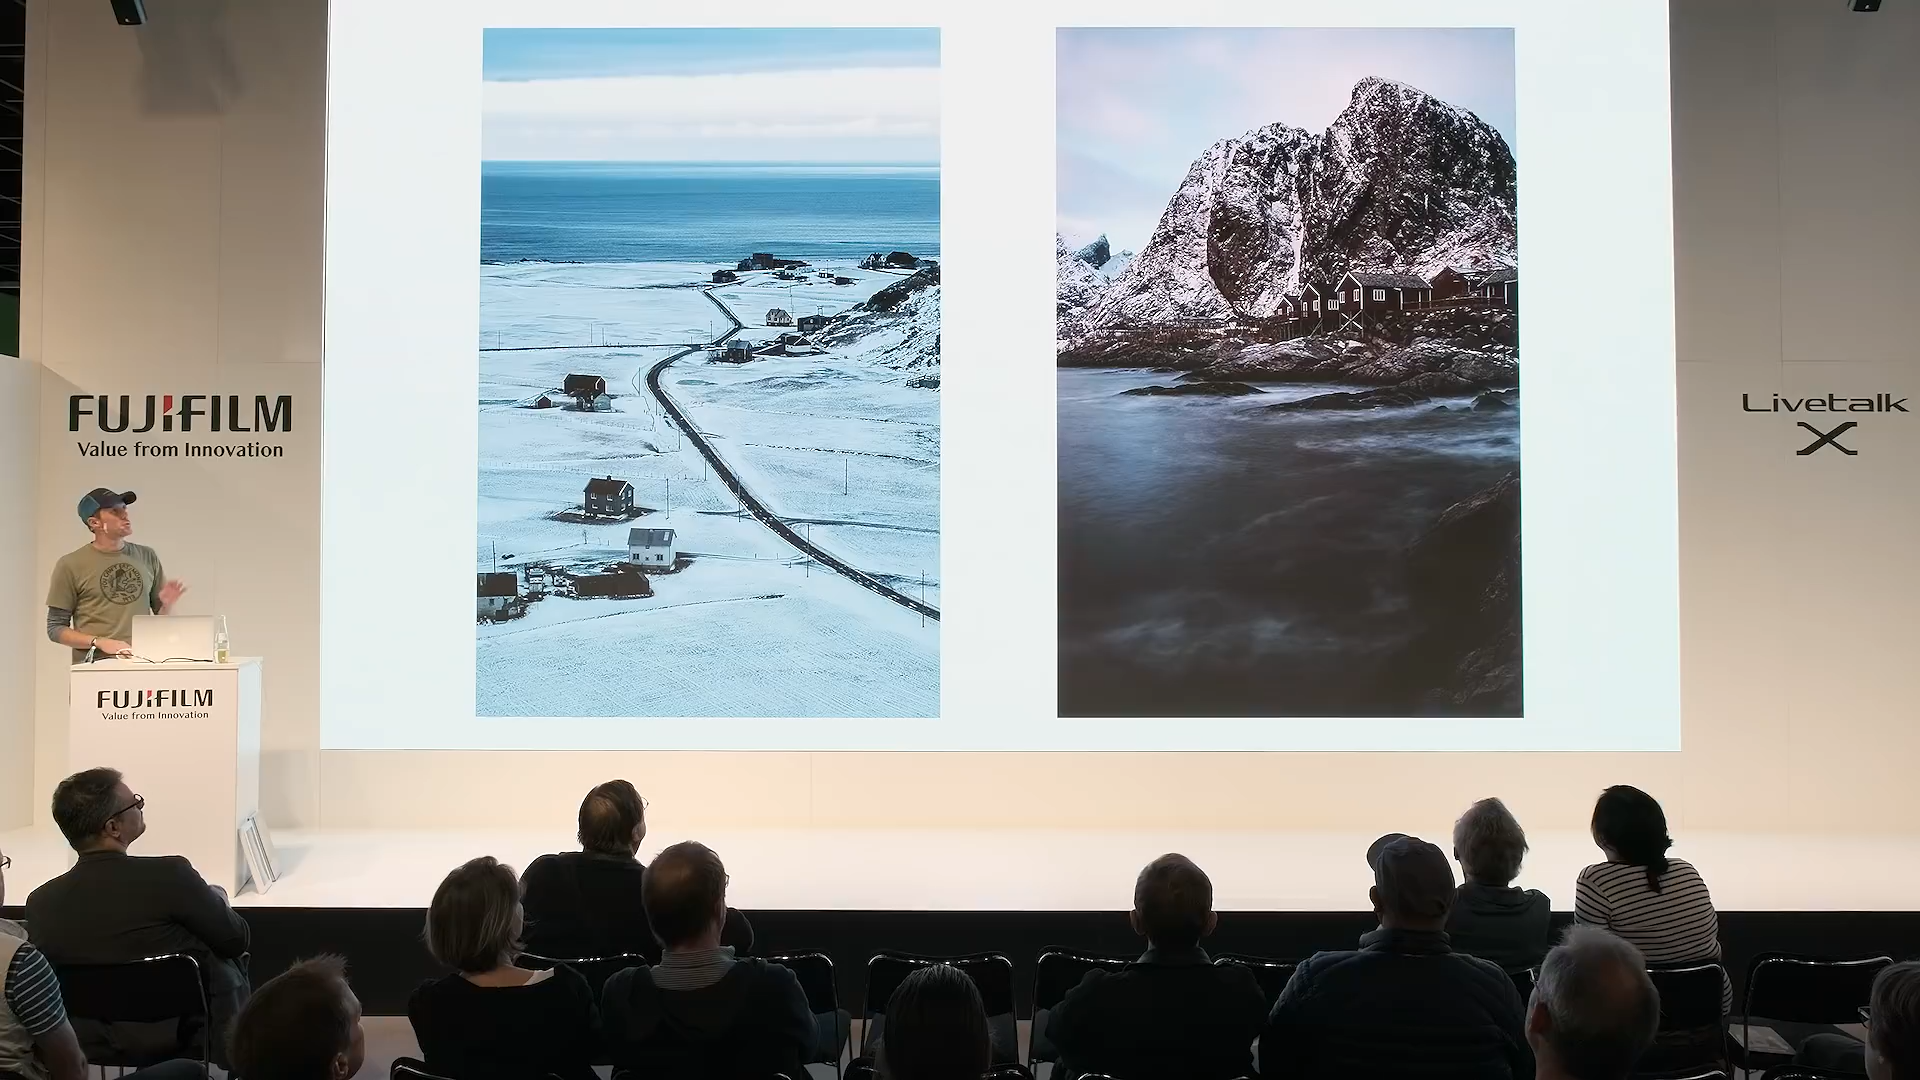 FUJIFILM
Value from Innovation
Livetalk
X
FUJIFILM
Value from Innovation